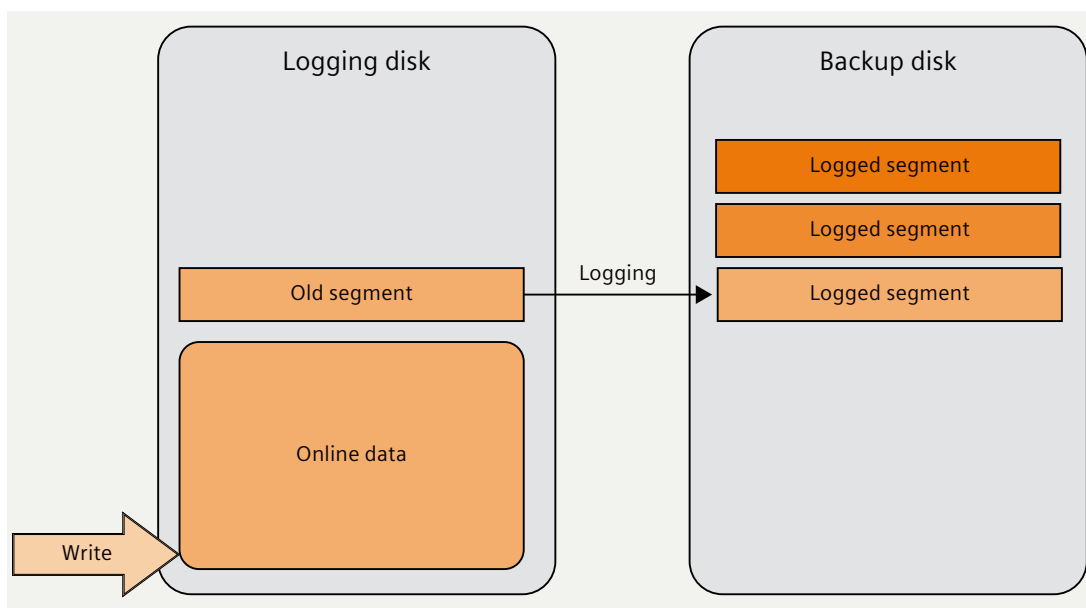 Logging disk
Backup disk
Logged segment
Logged segment
Old segment
Logging
Logged segment
Online data
Write